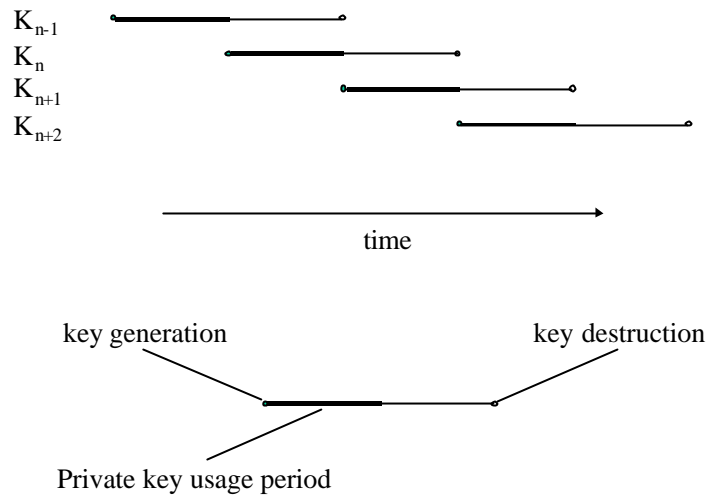 K n-1
K n
K n+1
K n+2
time
key generation
key destruction
Private key usage period